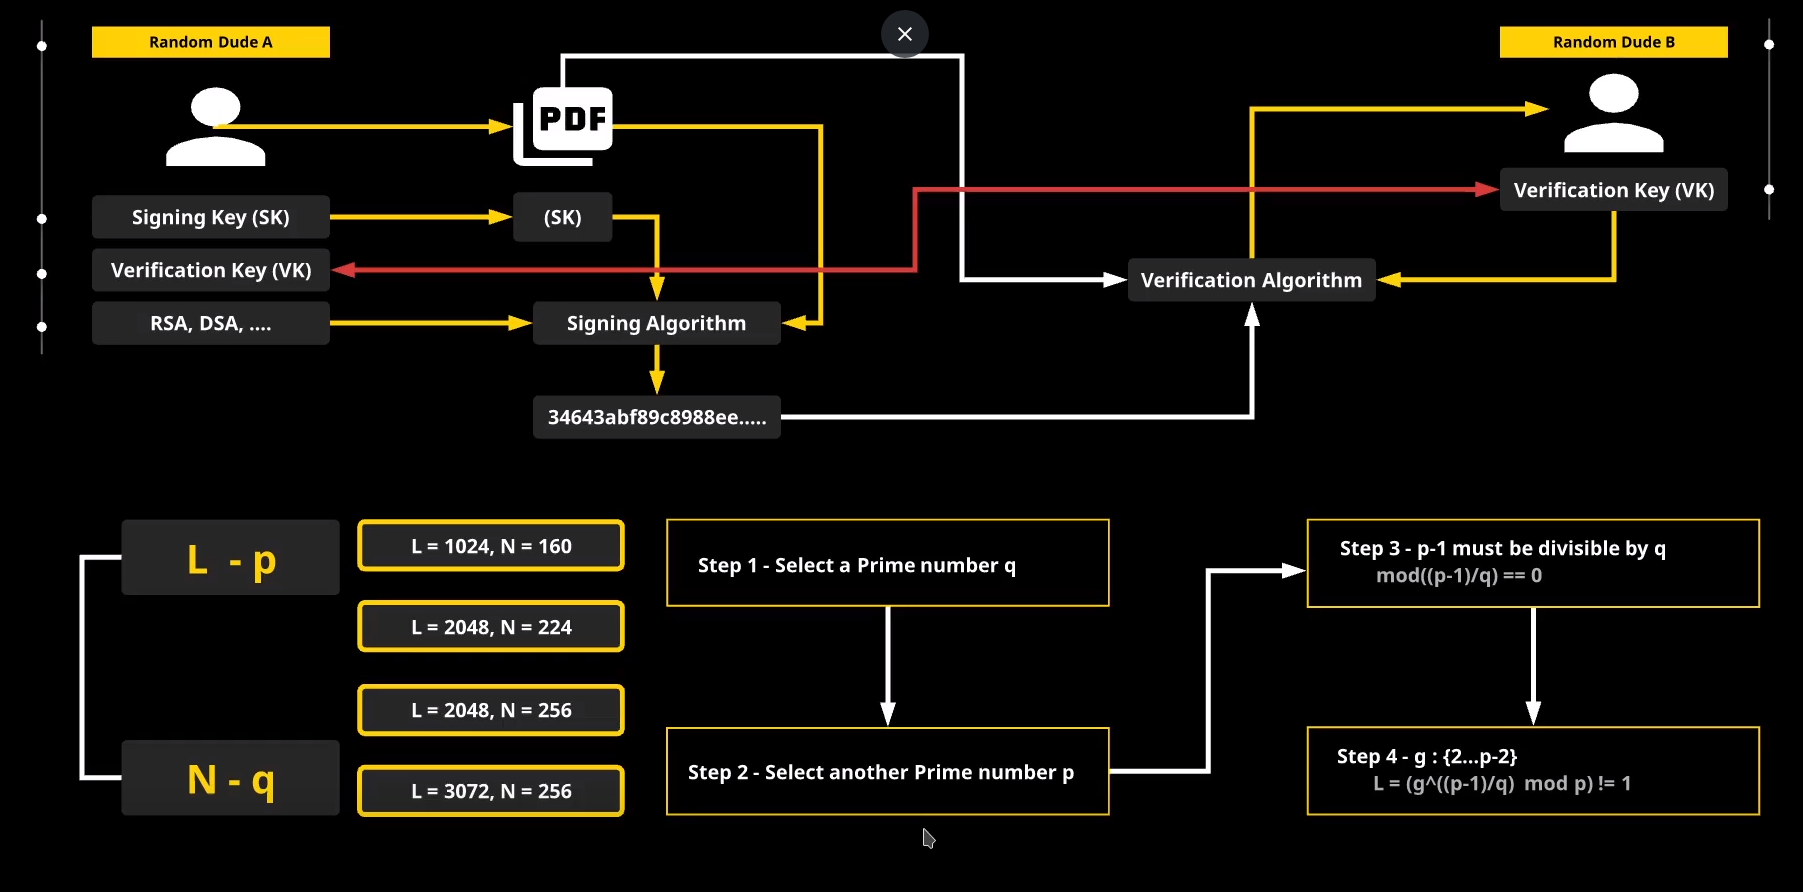 Random Dude A
Random Dude B
PDF
Signing Key (SK)
(SK)
Verification Key (VK)
Verification Key (VK)
RSA, DSA, ....
Signing Algorithm
Verification Algorithm
34643abf89c8988ee.....
L - p
N - q
L = 1024, N = 160
L = 2048, N = 224
L = 2048, N = 256
L = 3072, N = 256
Step 1 - Select a Prime number q
Step 2 - Select another Prime number p
Step 3 - p-1 must be divisible by q
mod((p-1)/q) == 0
Step 4 - g : {2...p-2}
L = (g^((p-1)/q) mod p) != 1